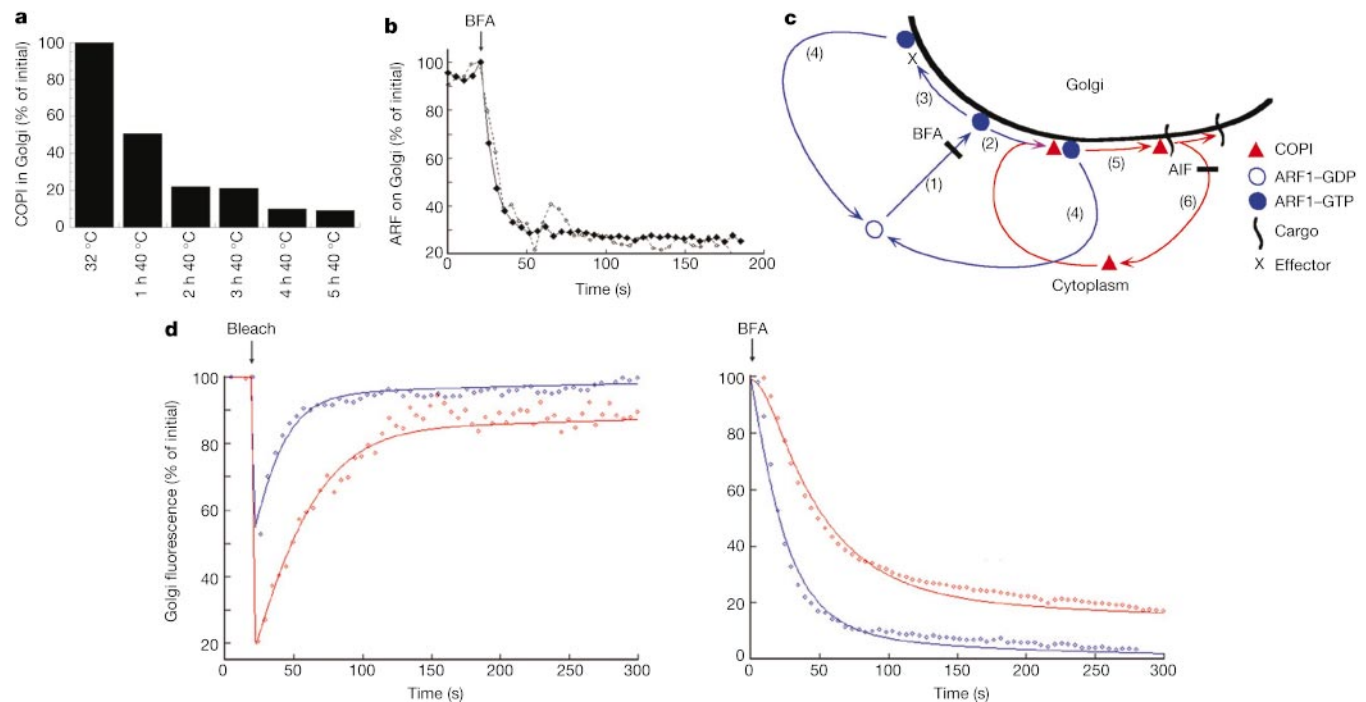 a
COPI in Golgi (% of initial)
100
80
60
40
20
0
32 °C
1 h 40 °C
2 h 40 °C
3 h 40 °C
4 h 40 °C
5 h 40 °C
b
BFA
ARF on Golgi (% of initial)
100
80
60
40
20
0 50 100 150 200
Time (s)
c
(4)
X
(3)
Golgi
BFA
(2)
(1)
(5)
AlF
(4)
(6)
Cytoplasm
COPI
ARF1–GDP
ARF1–GTP
Cargo
X Effector
d
Bleach
Golgi fluorescence (% of initial)
100
80
60
40
20
0 50 100 150 200 250 300
Time (s)
BFA
100
80
60
40
20
0
0 50 100 150 200 250 300
Time (s)